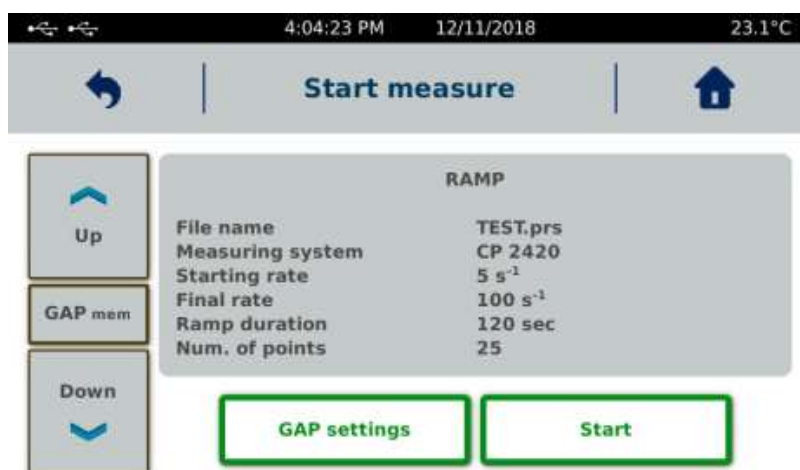 4:04:23 PM 12/11/2018 23.1°C
Start measure
Up
GAP mem
Down
RAMP
File name TEST.prs
Measuring system CP 2420
Starting rate 5 s⁻¹
Final rate 100 s⁻¹
Ramp duration 120 sec
Num. of points 25
GAP settings Start